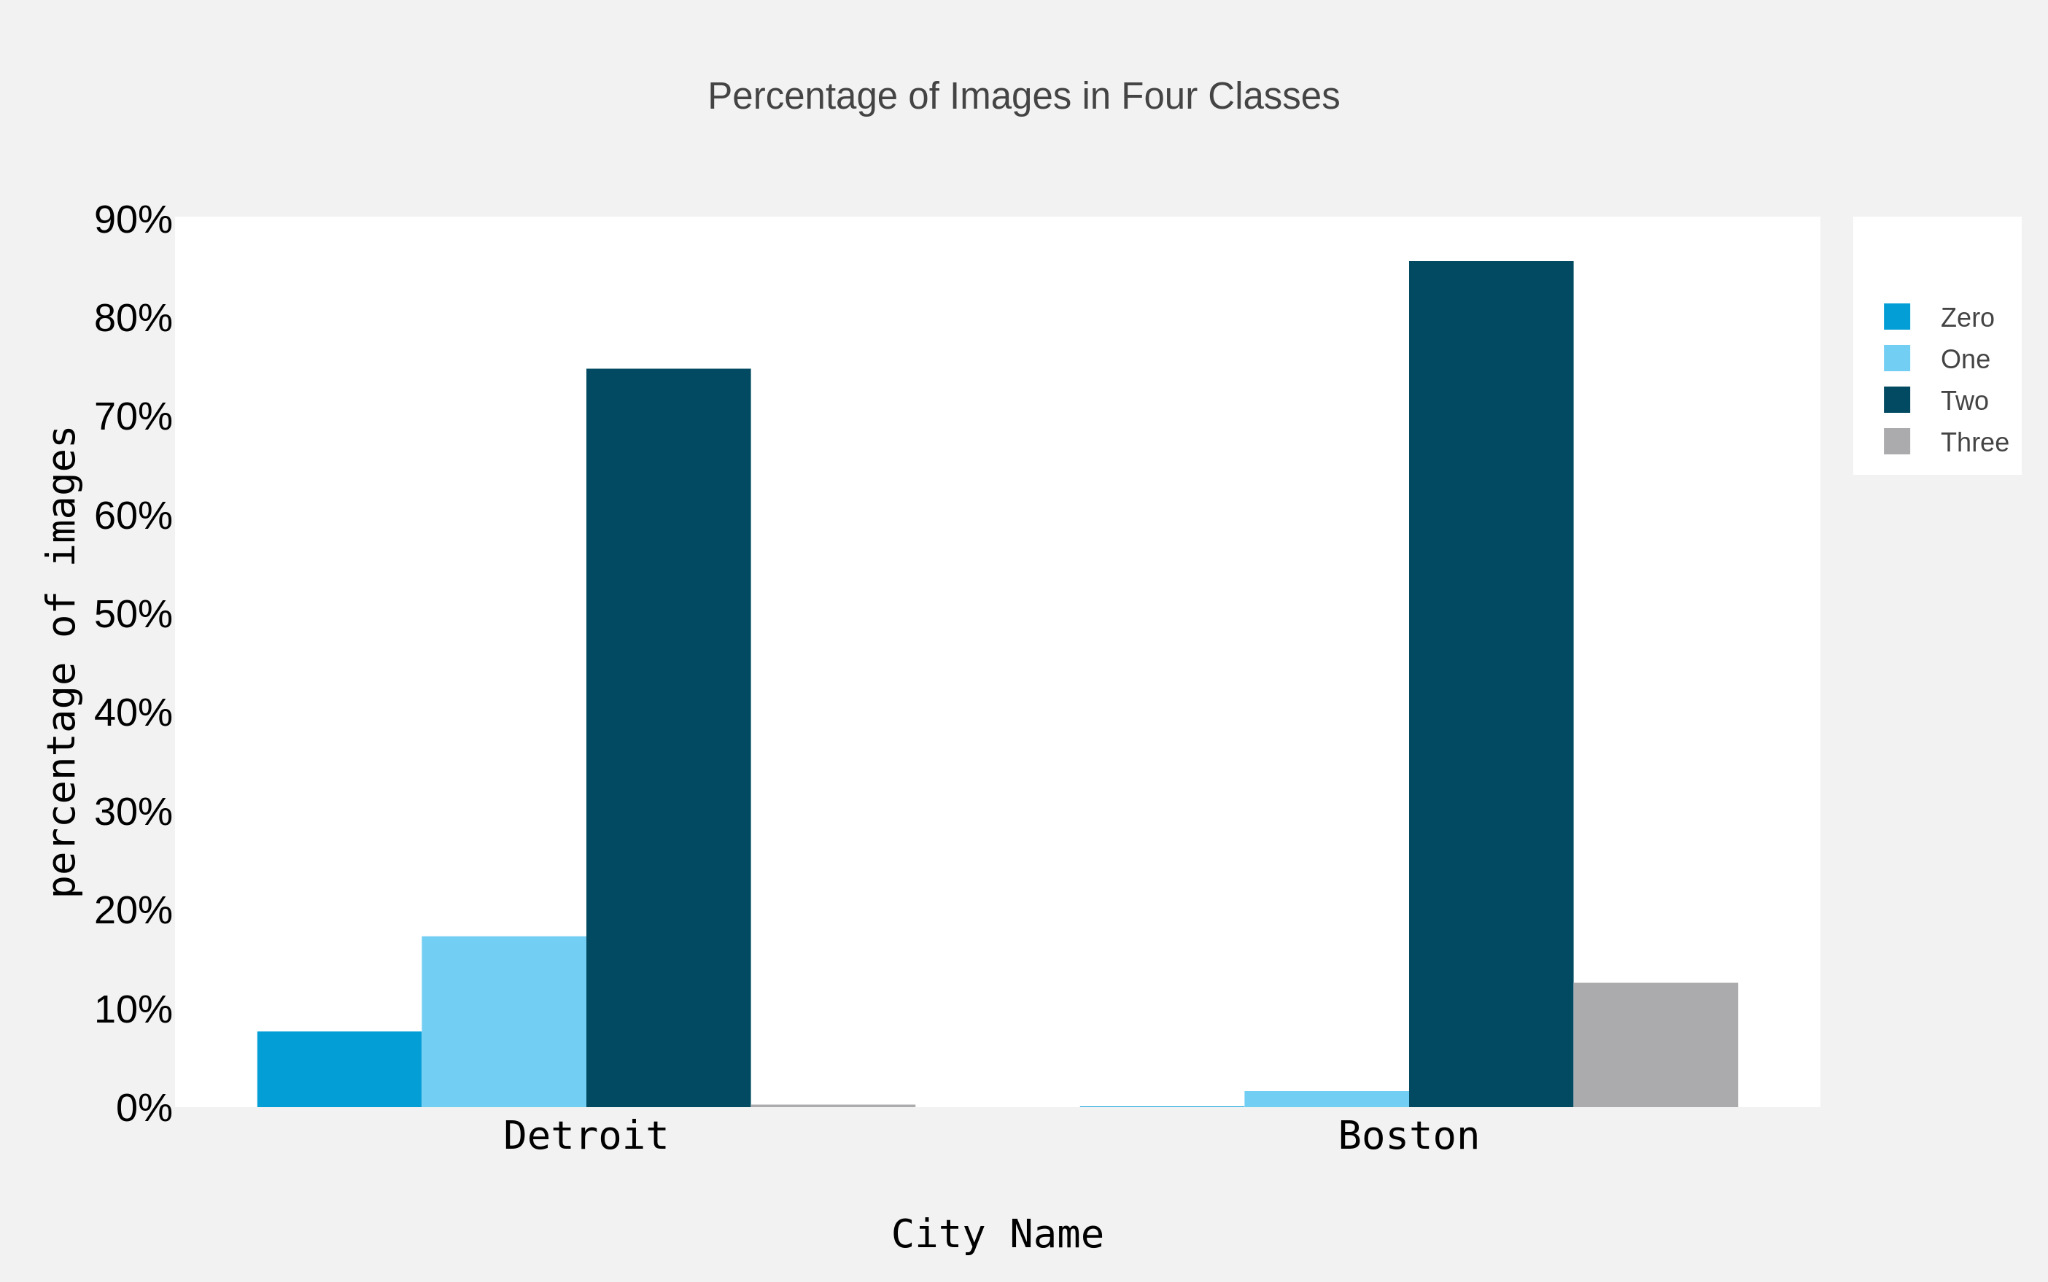 Percentage of Images in Four Classes
90%
80%
70%
60%
50%
40%
30%
20%
10%
0%
percentage of images
Detroit
Boston
City Name
Zero
One
Two
Three